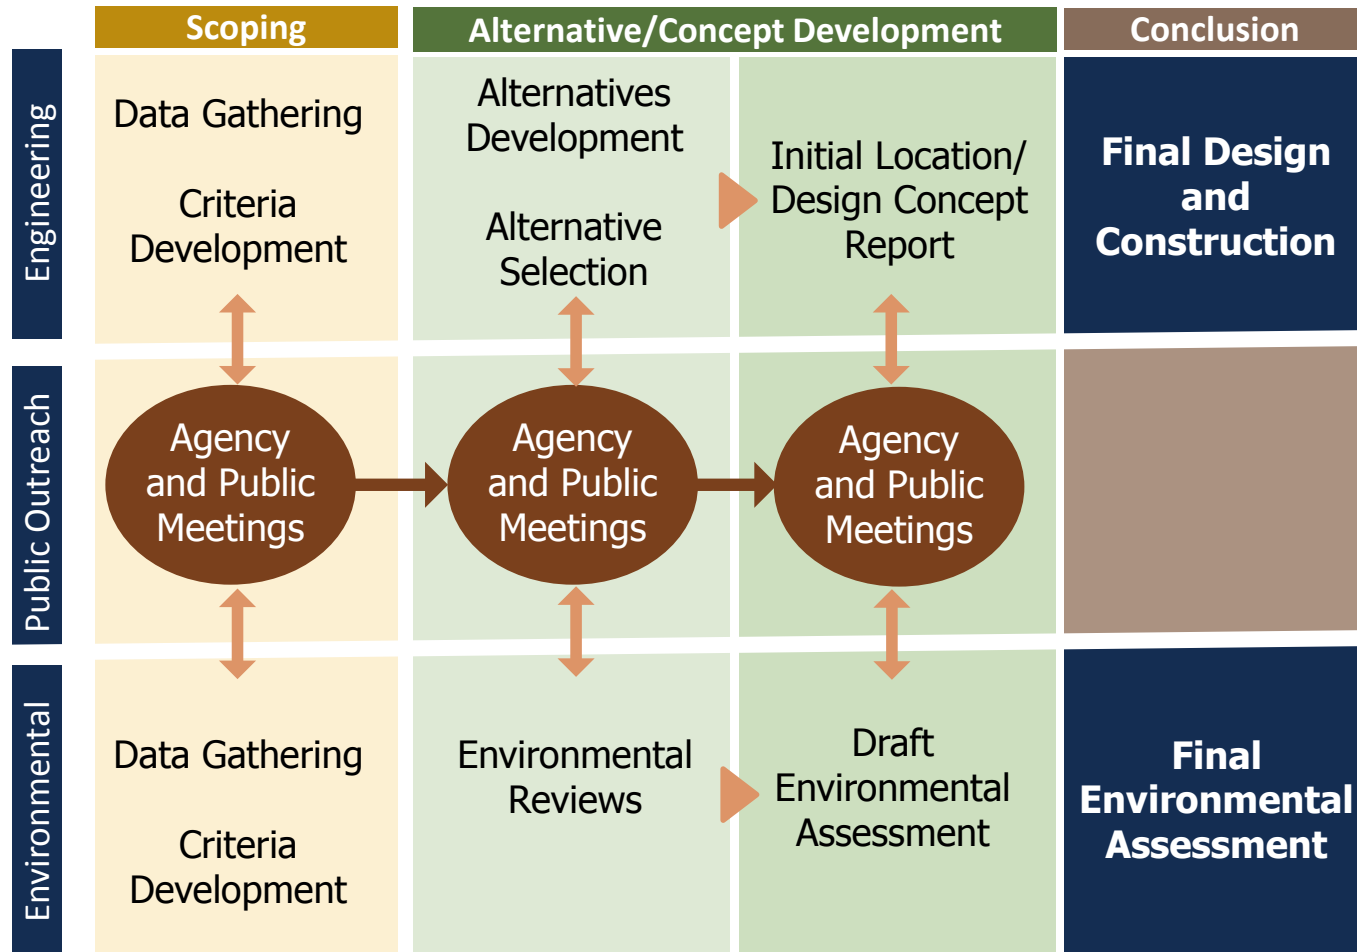 Scoping
Alternative/Concept Development
Conclusion
Engineering
Data Gathering
Criteria
Development
Alternatives
Development
Alternative
Selection
Initial Location/
Design Concept
Report
Final Design
and
Construction
Public Outreach
Agency
and Public
Meetings
Agency
and Public
Meetings
Agency
and Public
Meetings
Environmental
Data Gathering
Criteria
Development
Environmental
Reviews
Draft
Environmental
Assessment
Final
Environmental
Assessment